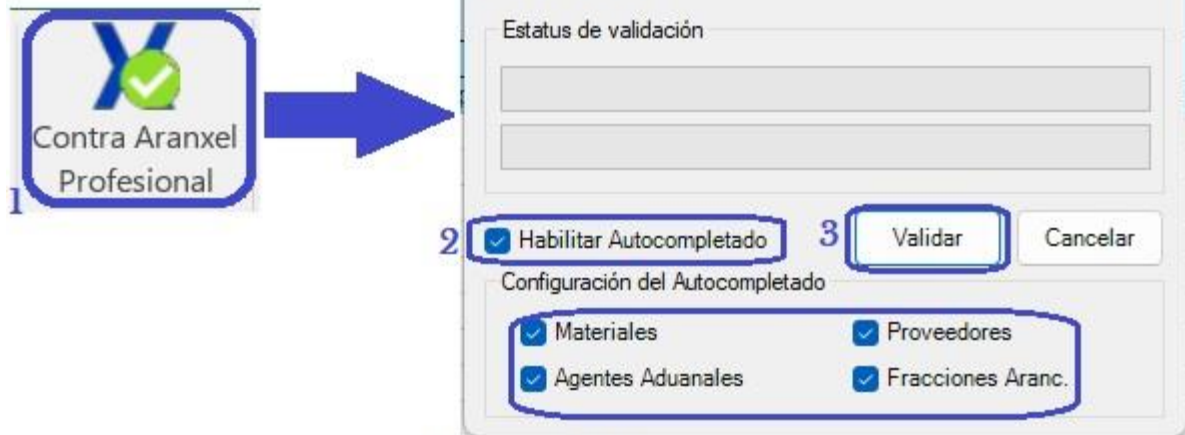 Contra Aranxel
Profesional
1
Estatus de validación
2 Habilitar Autocompletado 3 Validar Cancelar
Configuración del Autocompletado
Materiales Proveedores
Agentes Aduanales Fracciones Aranc.